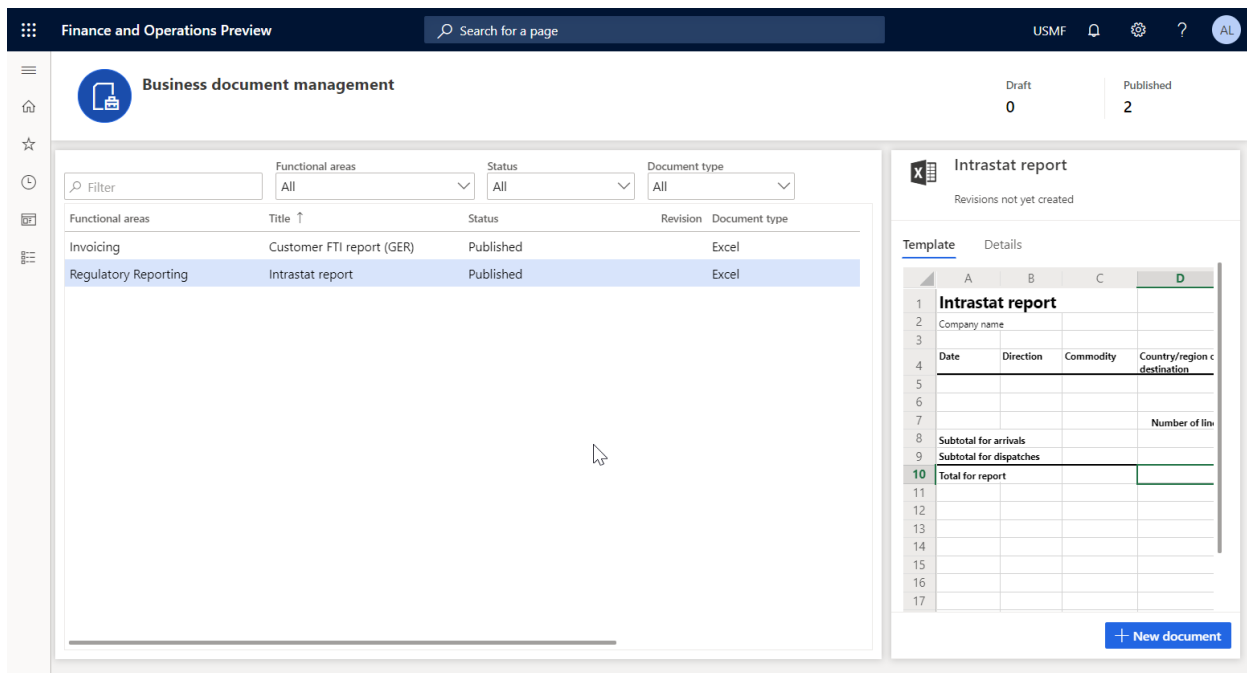 Finance and Operations Preview
Search for a page
USMF
?
AL
Business document management
Draft
0
Published
2
Functional areas
Status
Document type
Filter
All
All
All
Functional areas Title ↑ Status Revision Document type
Invoicing Customer FTI report (GER) Published Excel
Regulatory Reporting Intrastat report Published Excel
X
Intrastat report
Revisions not yet created
Template Details
A B C D
1 Intrastat report
2 Company name
3
4 Date Direction Commodity Country/region
destination
5
6
7 Number of
8 Subtotal for arrivals
9 Subtotal for dispatches
10 Total for report
11
12
13
14
15
16
17
+ New document